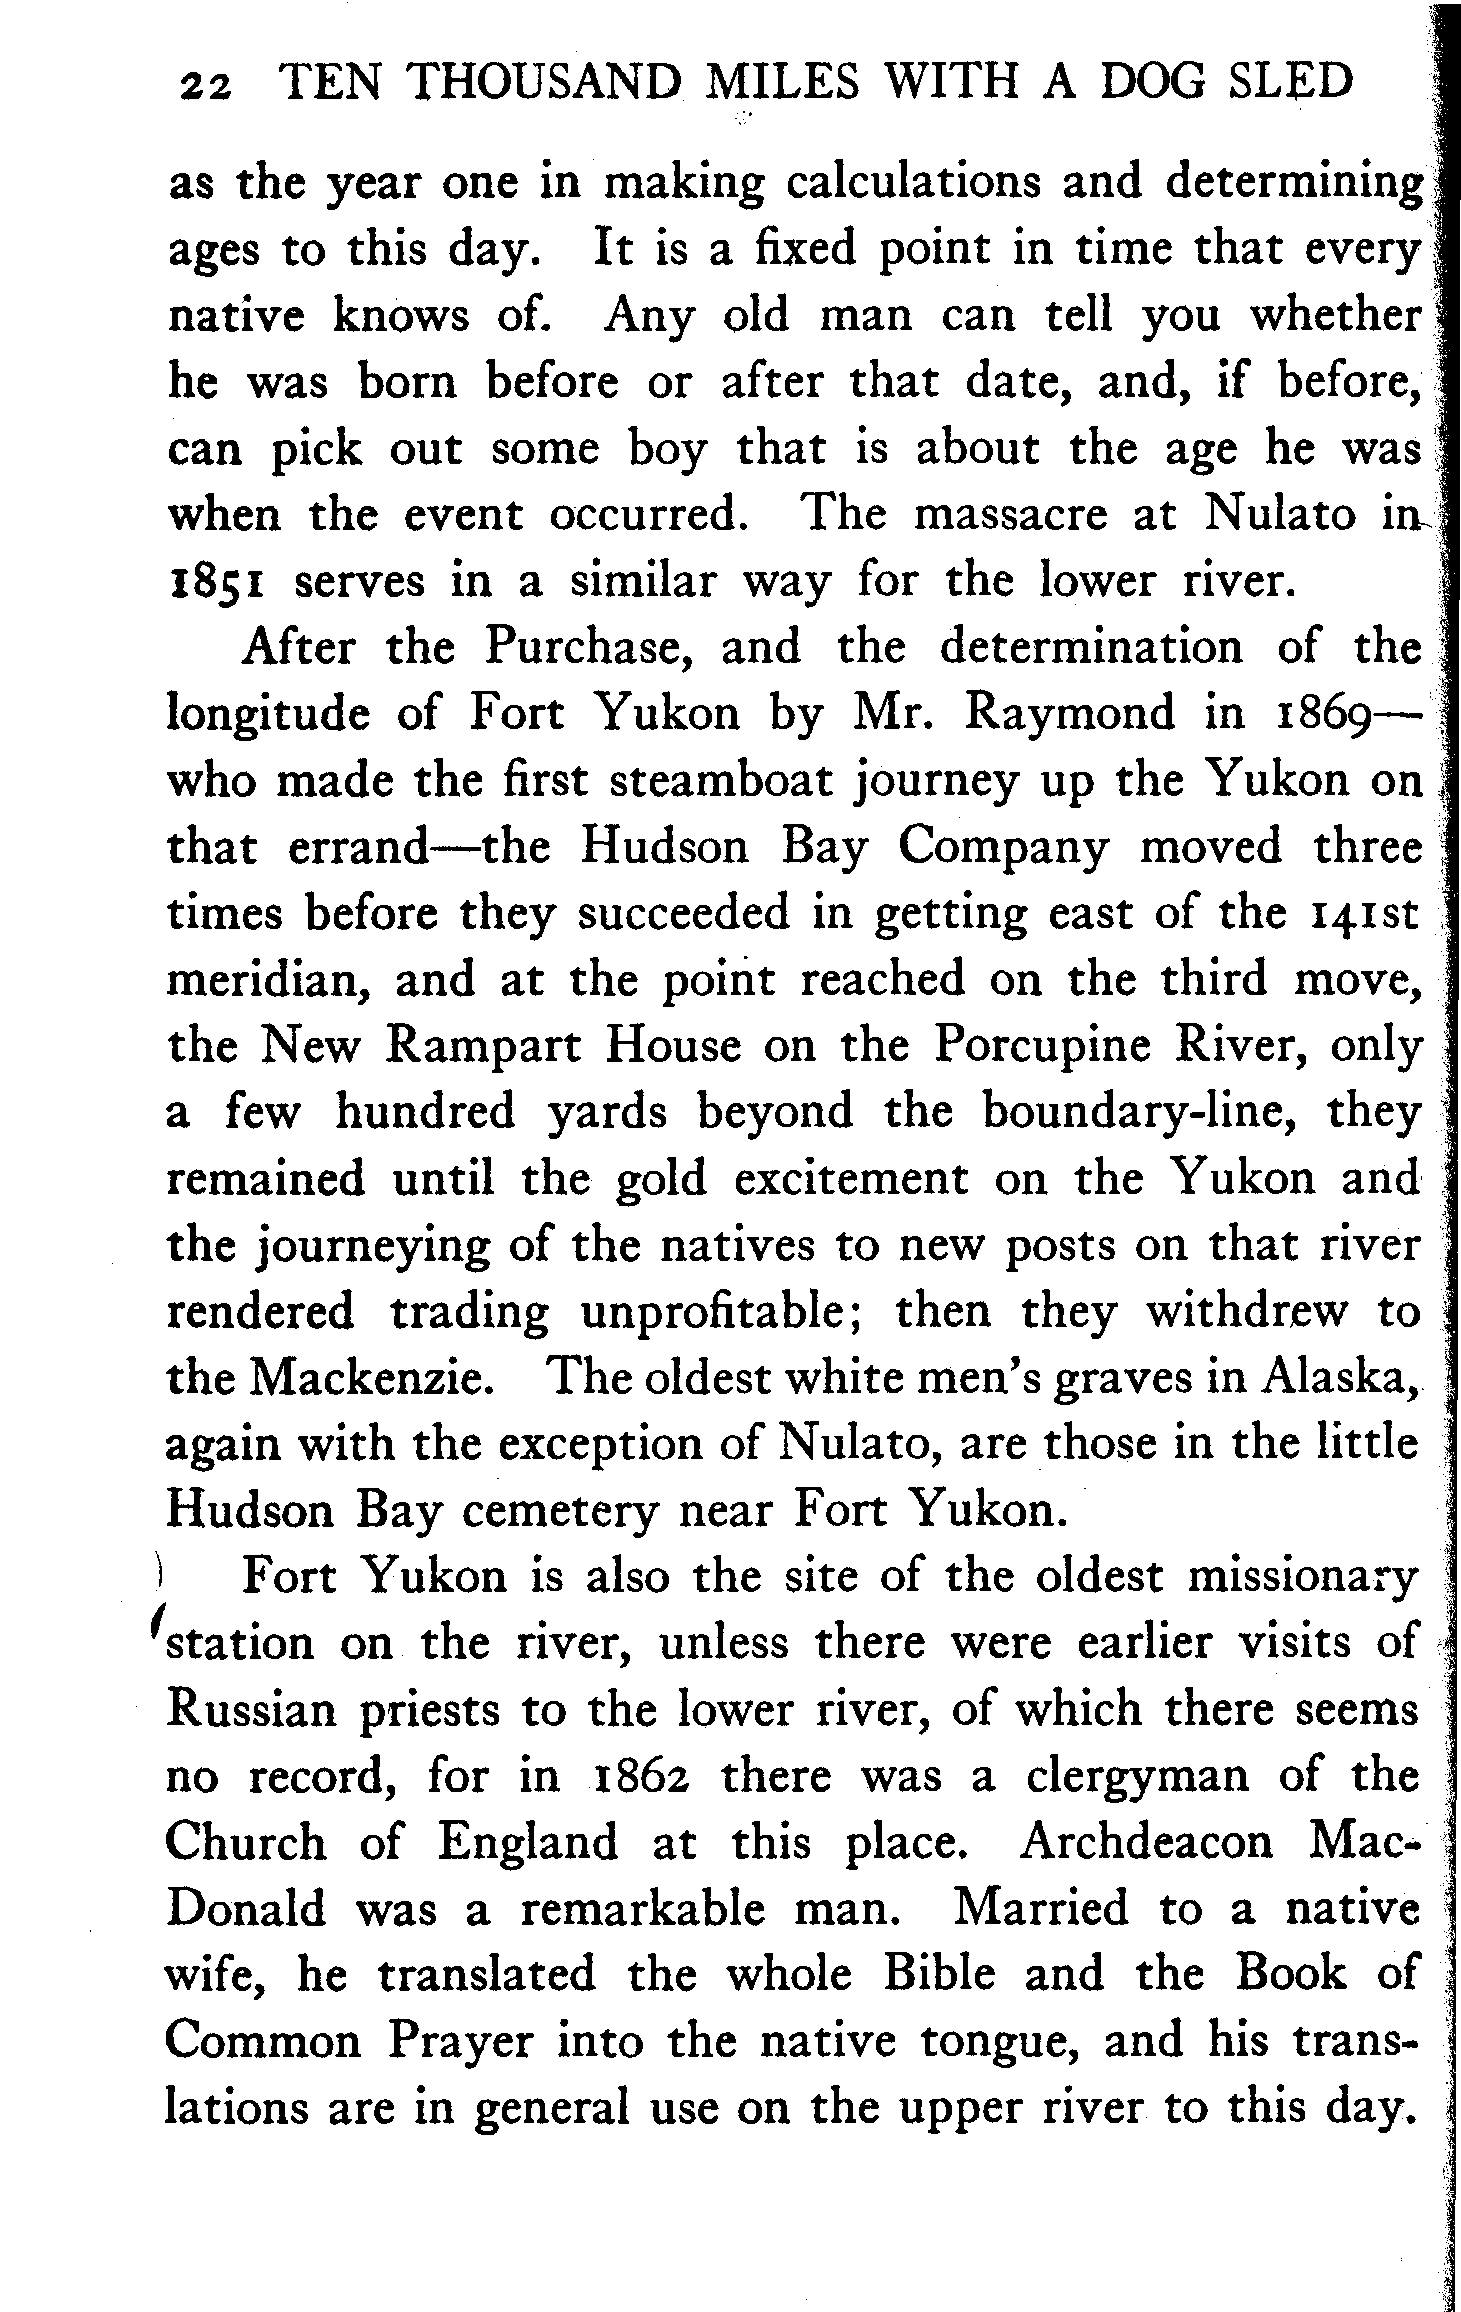 22 TEN THOUSAND MILES WITH A DOG SLED
as the year one in making calculations and determining
ages to this day. It is a fixed point in time that every
native knows of. Any old man can tell you whether
he was born before or after that date, and, if before,
can pick out some boy that is about the age he was
when the event occurred. The massacre at Nulato in
1851 serves in a similar way for the lower river.
After the Purchase, and the determination of the
longitude of Fort Yukon by Mr. Raymond in 1869—
who made the first steamboat journey up the Yukon on
that errand—the Hudson Bay Company moved three
times before they succeeded in getting east of the 141st
meridian, and at the point reached on the third move,
the New Rampart House on the Porcupine River, only
a few hundred yards beyond the boundary-line, they
remained until the gold excitement on the Yukon and
the journeying of the natives to new posts on that river
rendered trading unprofitable; then they withdrew to
the Mackenzie. The oldest white men's graves in Alaska,
again with the exception of Nulato, are those in the little
Hudson Bay cemetery near Fort Yukon.
Fort Yukon is also the site of the oldest missionary
station on the river, unless there were earlier visits of
Russian priests to the lower river, of which there seems
no record, for in 1862 there was a clergyman of the
Church of England at this place. Archdeacon Mac-
Donald was a remarkable man. Married to a native
wife, he translated the whole Bible and the Book of
Common Prayer into the native tongue, and his trans-
lations are in general use on the upper river to this day.